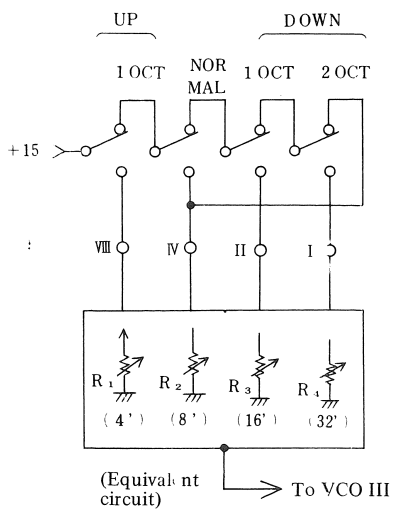 UP
DOWN
1 OCT
NOR
MAL
1 OCT
2 OCT
+15
VIII
IV
II
I
R1
R2
R3
R4
(4')
(8')
(16')
(32')
(Equivalent
circuit)
To VCO III